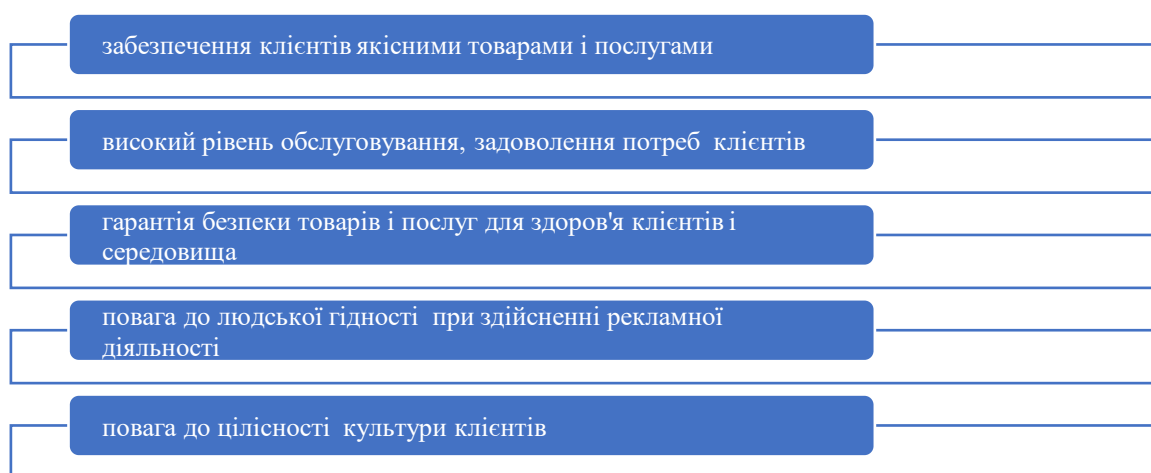 забезпечення клієнтів якісними товарами і послугами
високий рівень обслуговування, задоволення потреб клієнтів
гарантія безпеки товарів і послуг для здоров'я клієнтів і
середовища
повага до людської гідності при здійсненні рекламної
діяльності
повага до цілісності культури клієнтів